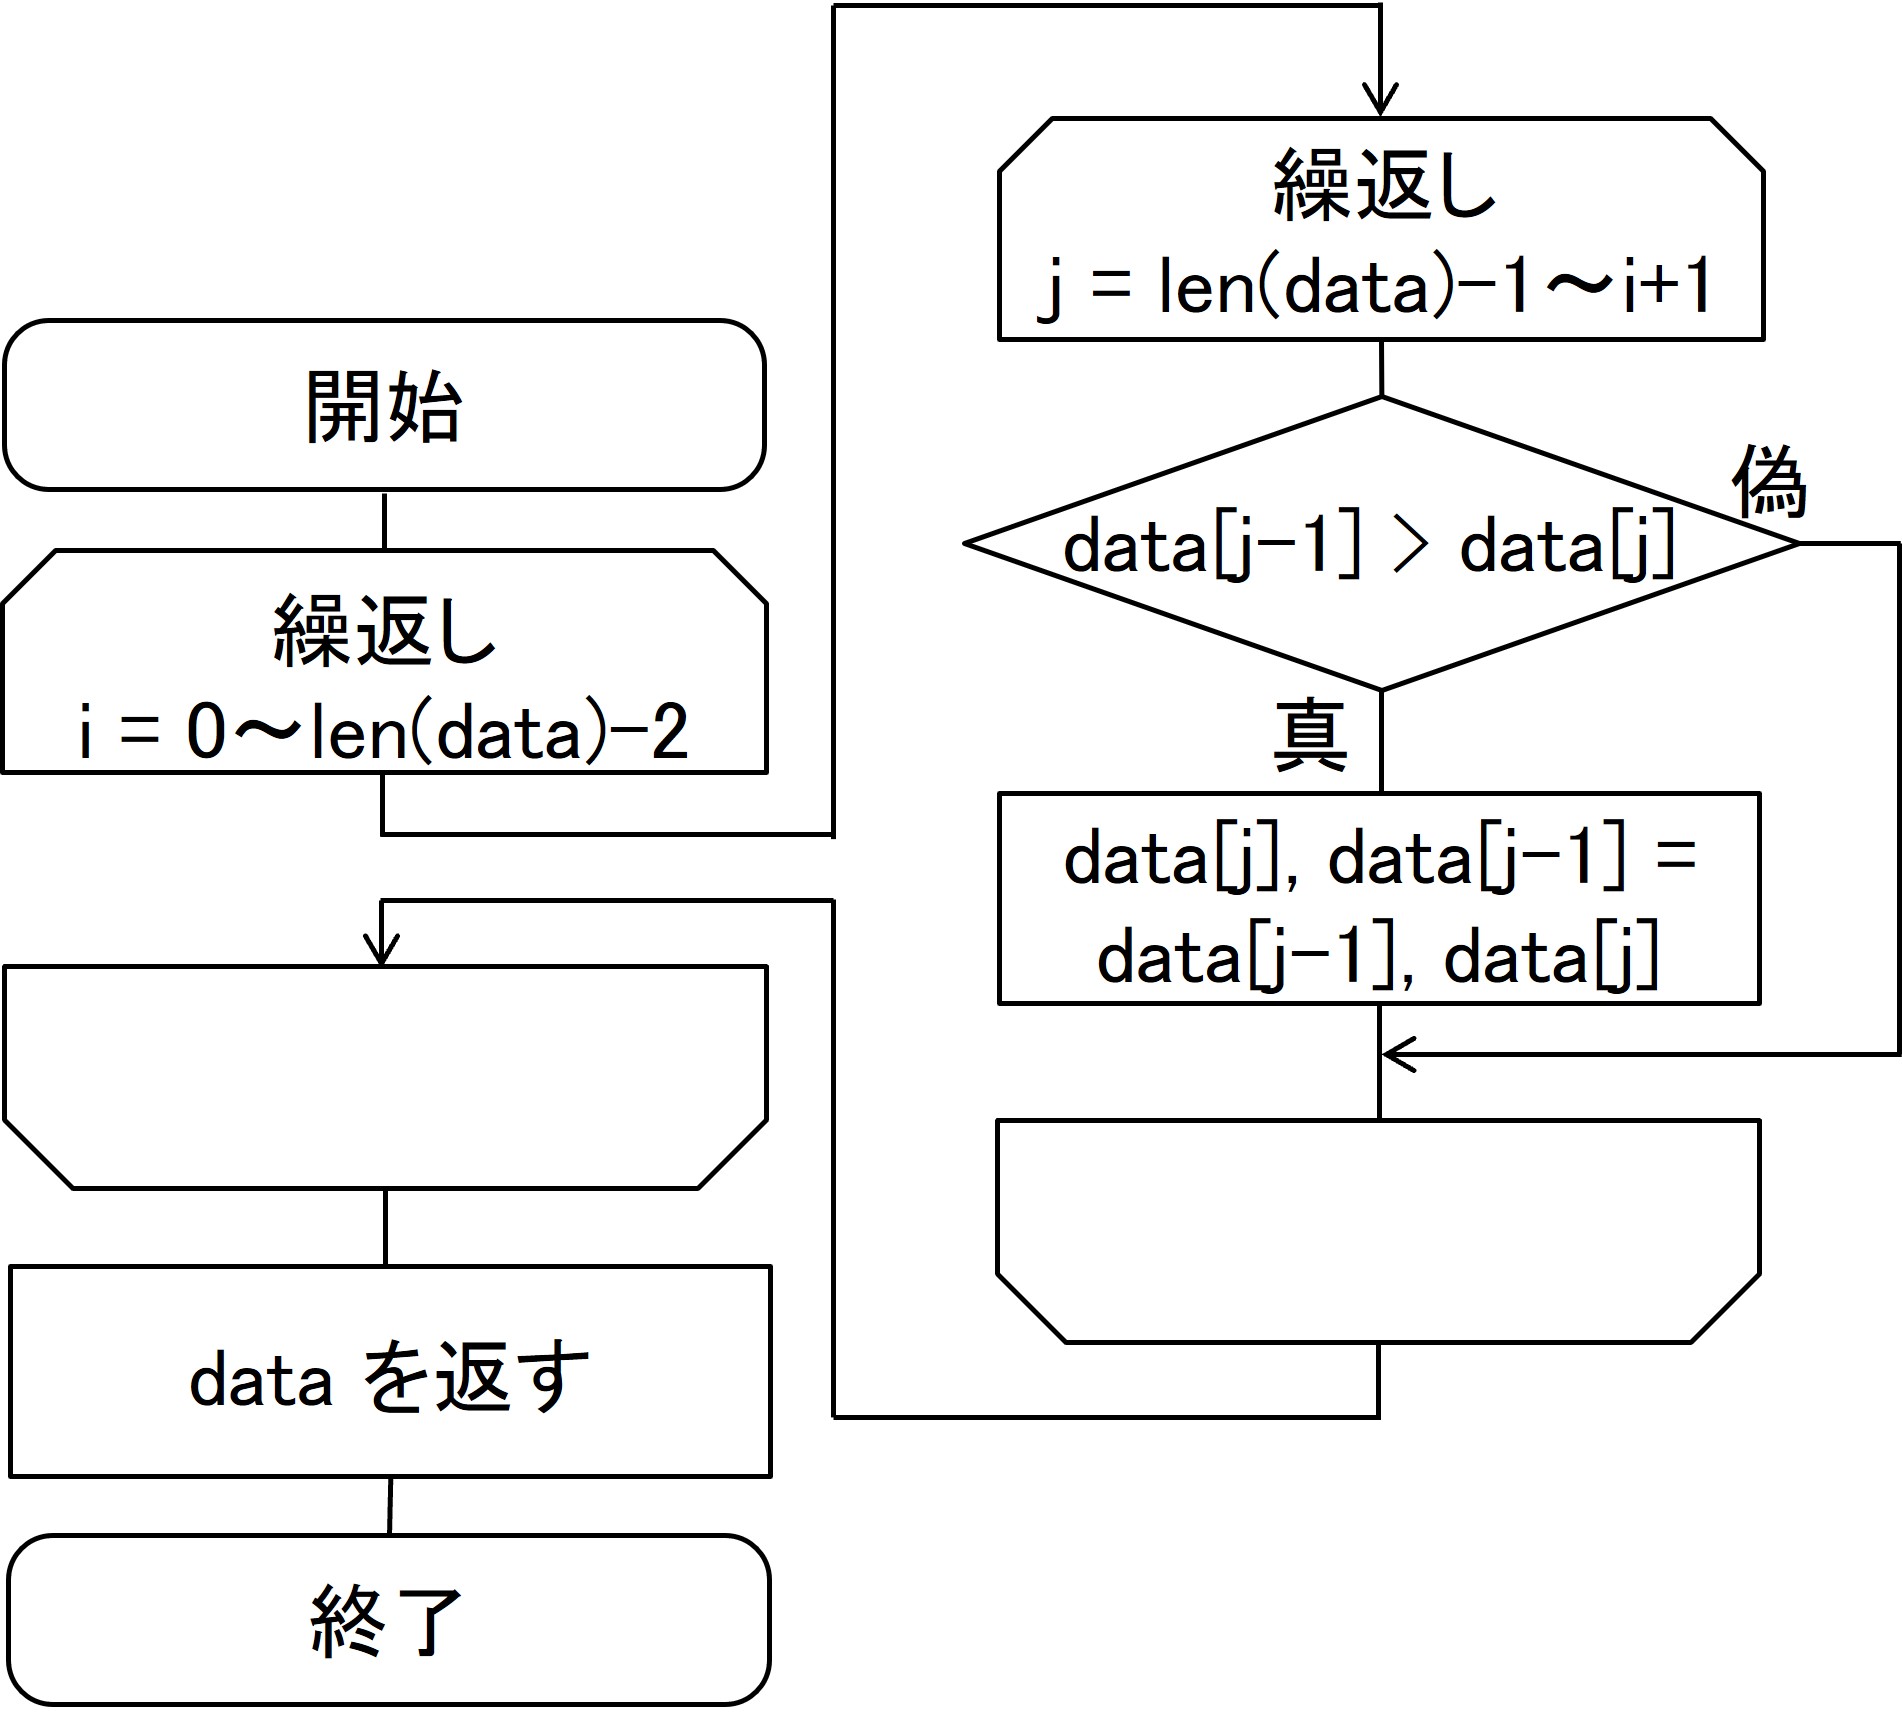 開始
繰返し
i = 0～len(data)-2
繰返し
j = len(data)-1～i+1
data[j-1] > data[j]
偽
真
data[j], data[j-1] =
data[j-1], data[j]
data を返す
終了